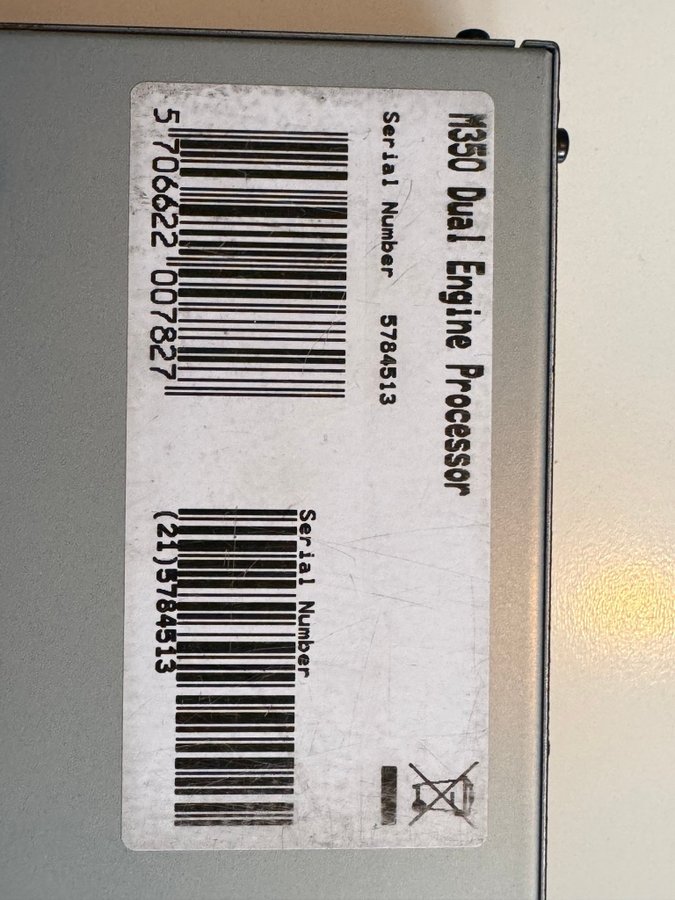 M350 Dual Engine Processor
Serial Number 5784513
5 706622 007827
Serial Number
(21)5784513